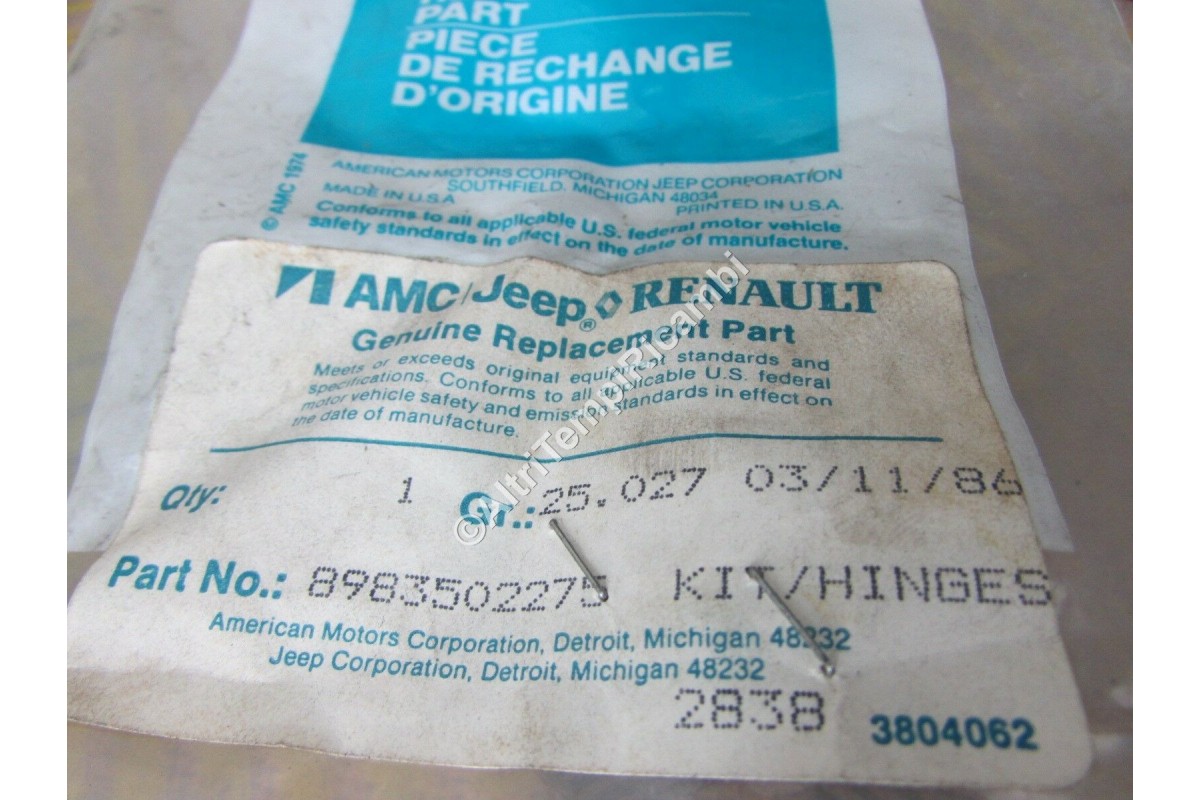 PART
PIÈCE
DE RECHANGE
D'ORIGINE
© AMC 1974
AMERICAN MOTORS CORPORATION JEEP CORPORATION
SOUTHFIELD, MICHIGAN 48034
MADE IN U.S.A. PRINTED IN U.S.A.
Conforms to all applicable U.S. federal motor vehicle
safety standards in effect on the date of manufacture.
AMC/Jeep® RENAULT
Genuine Replacement Part
Meets or exceeds original equipment standards and
specifications. Conforms to all applicable U.S. federal
motor vehicle safety and emission standards in effect on
the date of manufacture.
Qty: 1 Gr.: 25.027 03/11/86
Part No.: 8983502275 KIT/HINGES
American Motors Corporation, Detroit, Michigan 48232
Jeep Corporation, Detroit, Michigan 48232
2838 3804062
©AltriTempiRicambi